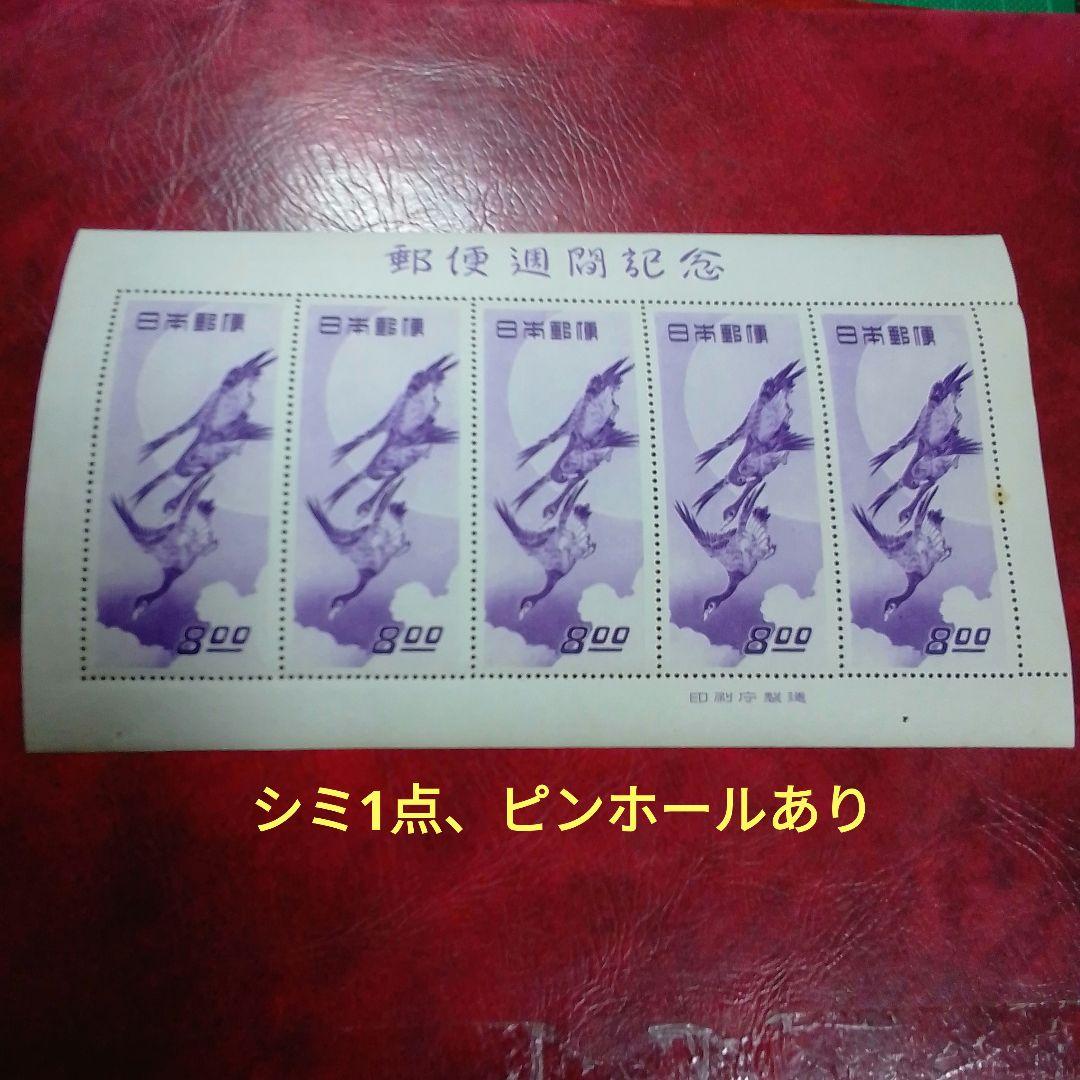 郵便週間記念
日本郵便 日本郵便 日本郵便 日本郵便 日本郵便
8.00 8.00 8.00 8.00 8.00
印刷庁製造
シミ1点、ピンホールあり